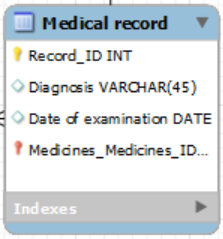 Medical record
Record_ID INT
Diagnosis VARCHAR(45)
Date of examination DATE
Medicines_Medicines_ID...
Indexes